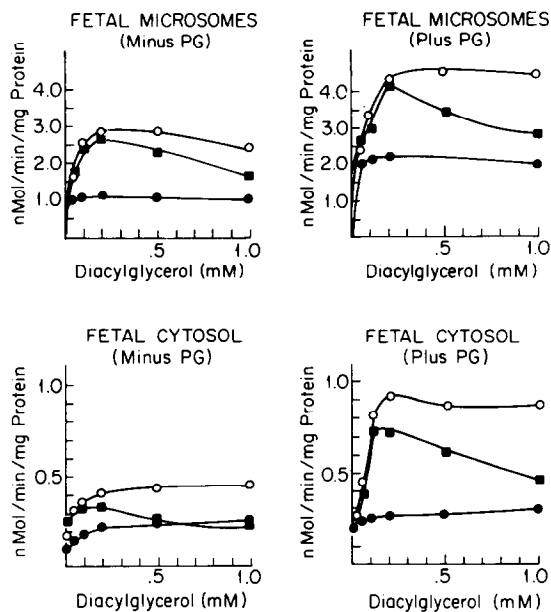 FETAL MICROSOMES
(Minus PG)
nMol/min/mg Protein
4.0
3.0
2.0
1.0
.5
1.0
Diacylglycerol (mM)
FETAL MICROSOMES
(Plus PG)
nMol/min/mg Protein
4.0
3.0
2.0
1.0
.5
1.0
Diacylglycerol (mM)
FETAL CYTOSOL
(Minus PG)
nMol/min/mg Protein
1.0
0.5
.5
1.0
Diacylglycerol (mM)
FETAL CYTOSOL
(Plus PG)
nMol/min/mg Protein
1.0
0.5
.5
1.0
Diacylglycerol (mM)